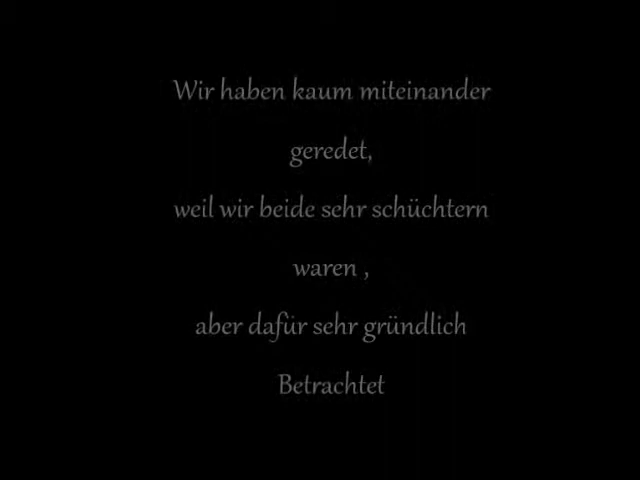 Wir haben kaum miteinander
geredet,
weil wir beide sehr schüchtern
waren ,
aber dafür sehr gründlich
Betrachtet